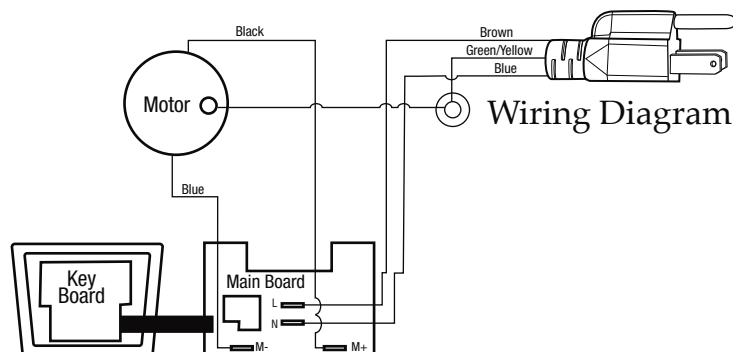 Black
Brown
Green/Yellow
Blue
Motor
Wiring Diagram
Blue
Key
Board
Main Board
L
N
M-
M+